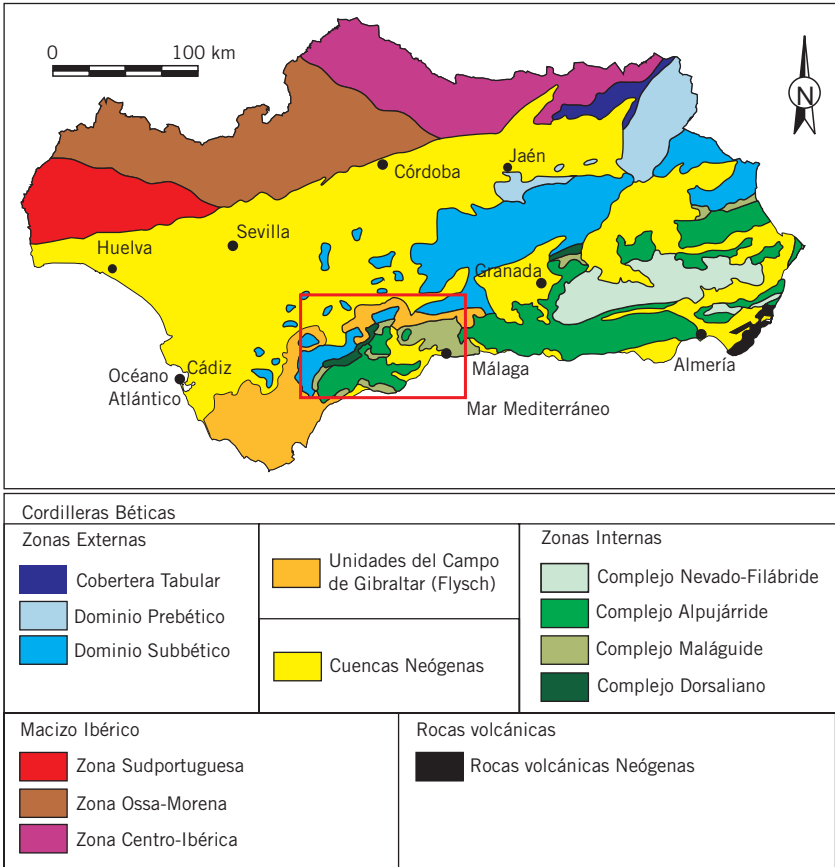 0 100 km
N
Córdoba
Jaén
Sevilla
Huelva
Granada
Cádiz
Océano
Atlántico
Málaga
Almería
Mar Mediterráneo
Cordilleras Béticas
Zonas Externas
Cobertera Tabular
Dominio Prebético
Dominio Subbético
Unidades del Campo
de Gibraltar (Flysch)
Cuencas Neógenas
Zonas Internas
Complejo Nevado-Filábride
Complejo Alpujárride
Complejo Maláguide
Complejo Dorsaliano
Macizo Ibérico
Zona Sudportuguesa
Zona Ossa-Morena
Zona Centro-Ibérica
Rocas volcánicas
Rocas volcánicas Neógenas